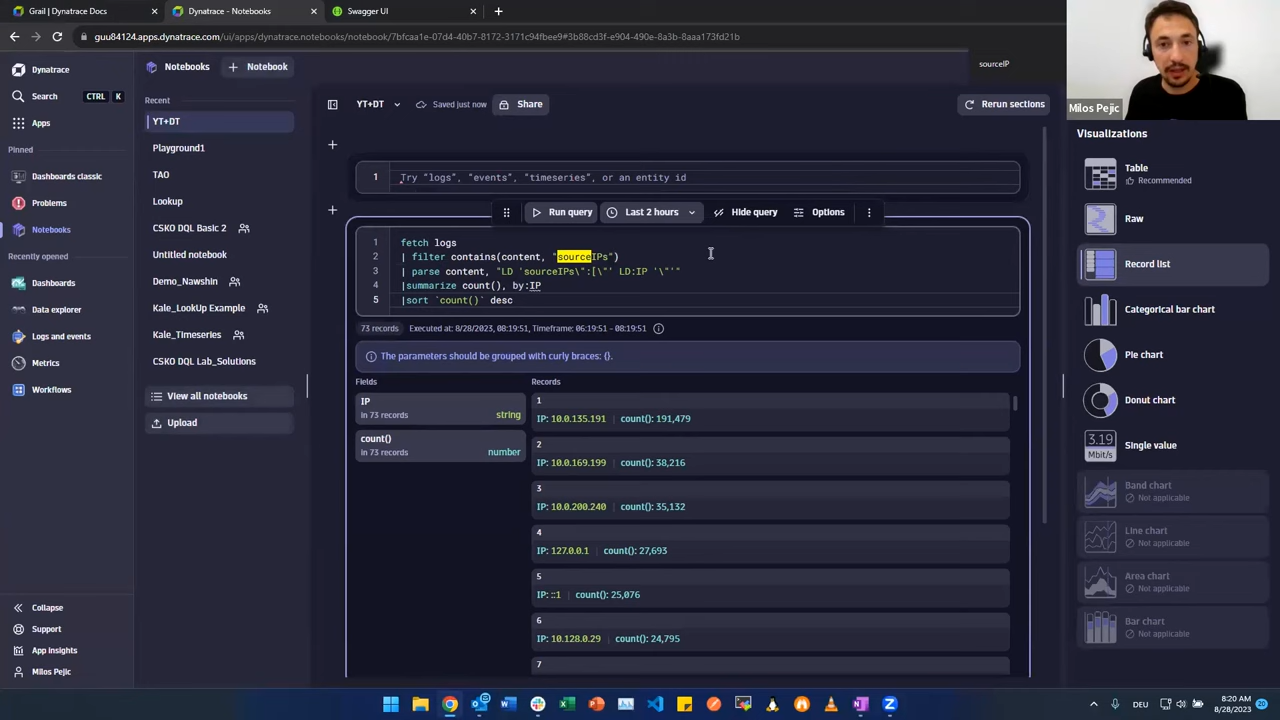 Grail | Dynatrace Docs
Dynatrace - Notebooks
Swagger UI
guu84124.apps.dynatrace.com/ui/apps/dynatrace.notebooks/notebook/7bfcaa1e-07d4-40b7-8172-3171c94fbee9#3b88cd3f-e904-490e-8a3b-8aaa173fd21b
sourceIP
Milos Pejic
Dynatrace
Search
CTRL
K
Apps
Pinned
Dashboards classic
Problems
Notebooks
Recently opened
Dashboards
Data explorer
Logs and events
Metrics
Workflows
Collapse
Support
App insights
Milos Pejic
Notebooks
Notebook
Recent
YT+DT
Playground1
TAO
Lookup
CSKO DQL Basic 2
Untitled notebook
Demo_Nawshin
Kale_LookUp Example
Kale_Timeseries
CSKO DQL Lab_Solutions
View all notebooks
Upload
YT+DT
Saved just now
Share
Rerun sections
1 Try "logs", "events", "timeseries", or an entity id
Run query
Last 2 hours
Hide query
Options
1 fetch logs
2 | filter contains(content, "sourceIPs")
3 | parse content, "LD 'sourceIPs\":[\"' LD:IP '\"'"
4 |summarize count(), by:IP
5 |sort `count()` desc
73 records Executed at: 8/28/2023, 08:19:51, Timeframe: 06:19:51 - 08:19:51
The parameters should be grouped with curly braces: {}.
Fields
IP
In 73 records string
count()
In 73 records number
Records
1
IP: 10.0.135.191 | count(): 191,479
2
IP: 10.0.169.199 | count(): 38,216
3
IP: 10.0.200.240 | count(): 35,132
4
IP: 127.0.0.1 | count(): 27,693
5
IP: ::1 | count(): 25,076
6
IP: 10.128.0.29 | count(): 24,795
7
Visualizations
Table
Recommended
Raw
Record list
Categorical bar chart
Pie chart
Donut chart
3.19
Mbit/s
Single value
Band chart
Not applicable
Line chart
Not applicable
Area chart
Not applicable
Bar chart
Not applicable
DEU
8:20 AM
8/28/2023
20